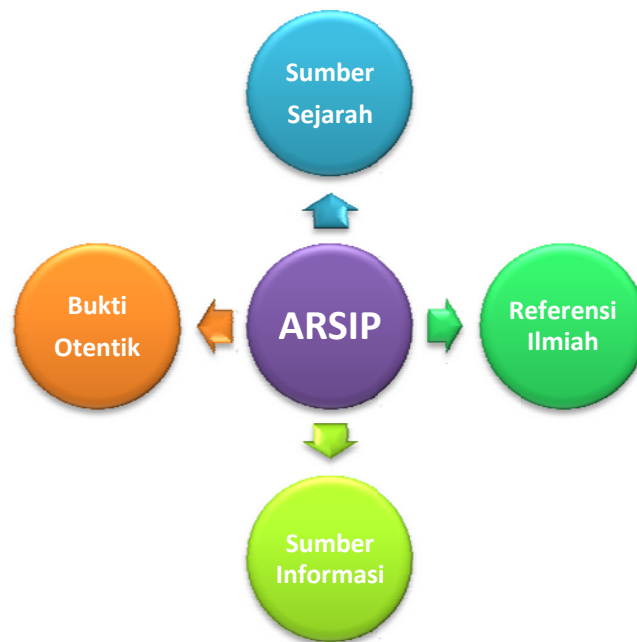 Sumber
Sejarah
Bukti
Otentik
ARSIP
Referensi
Ilmiah
Sumber
Informasi